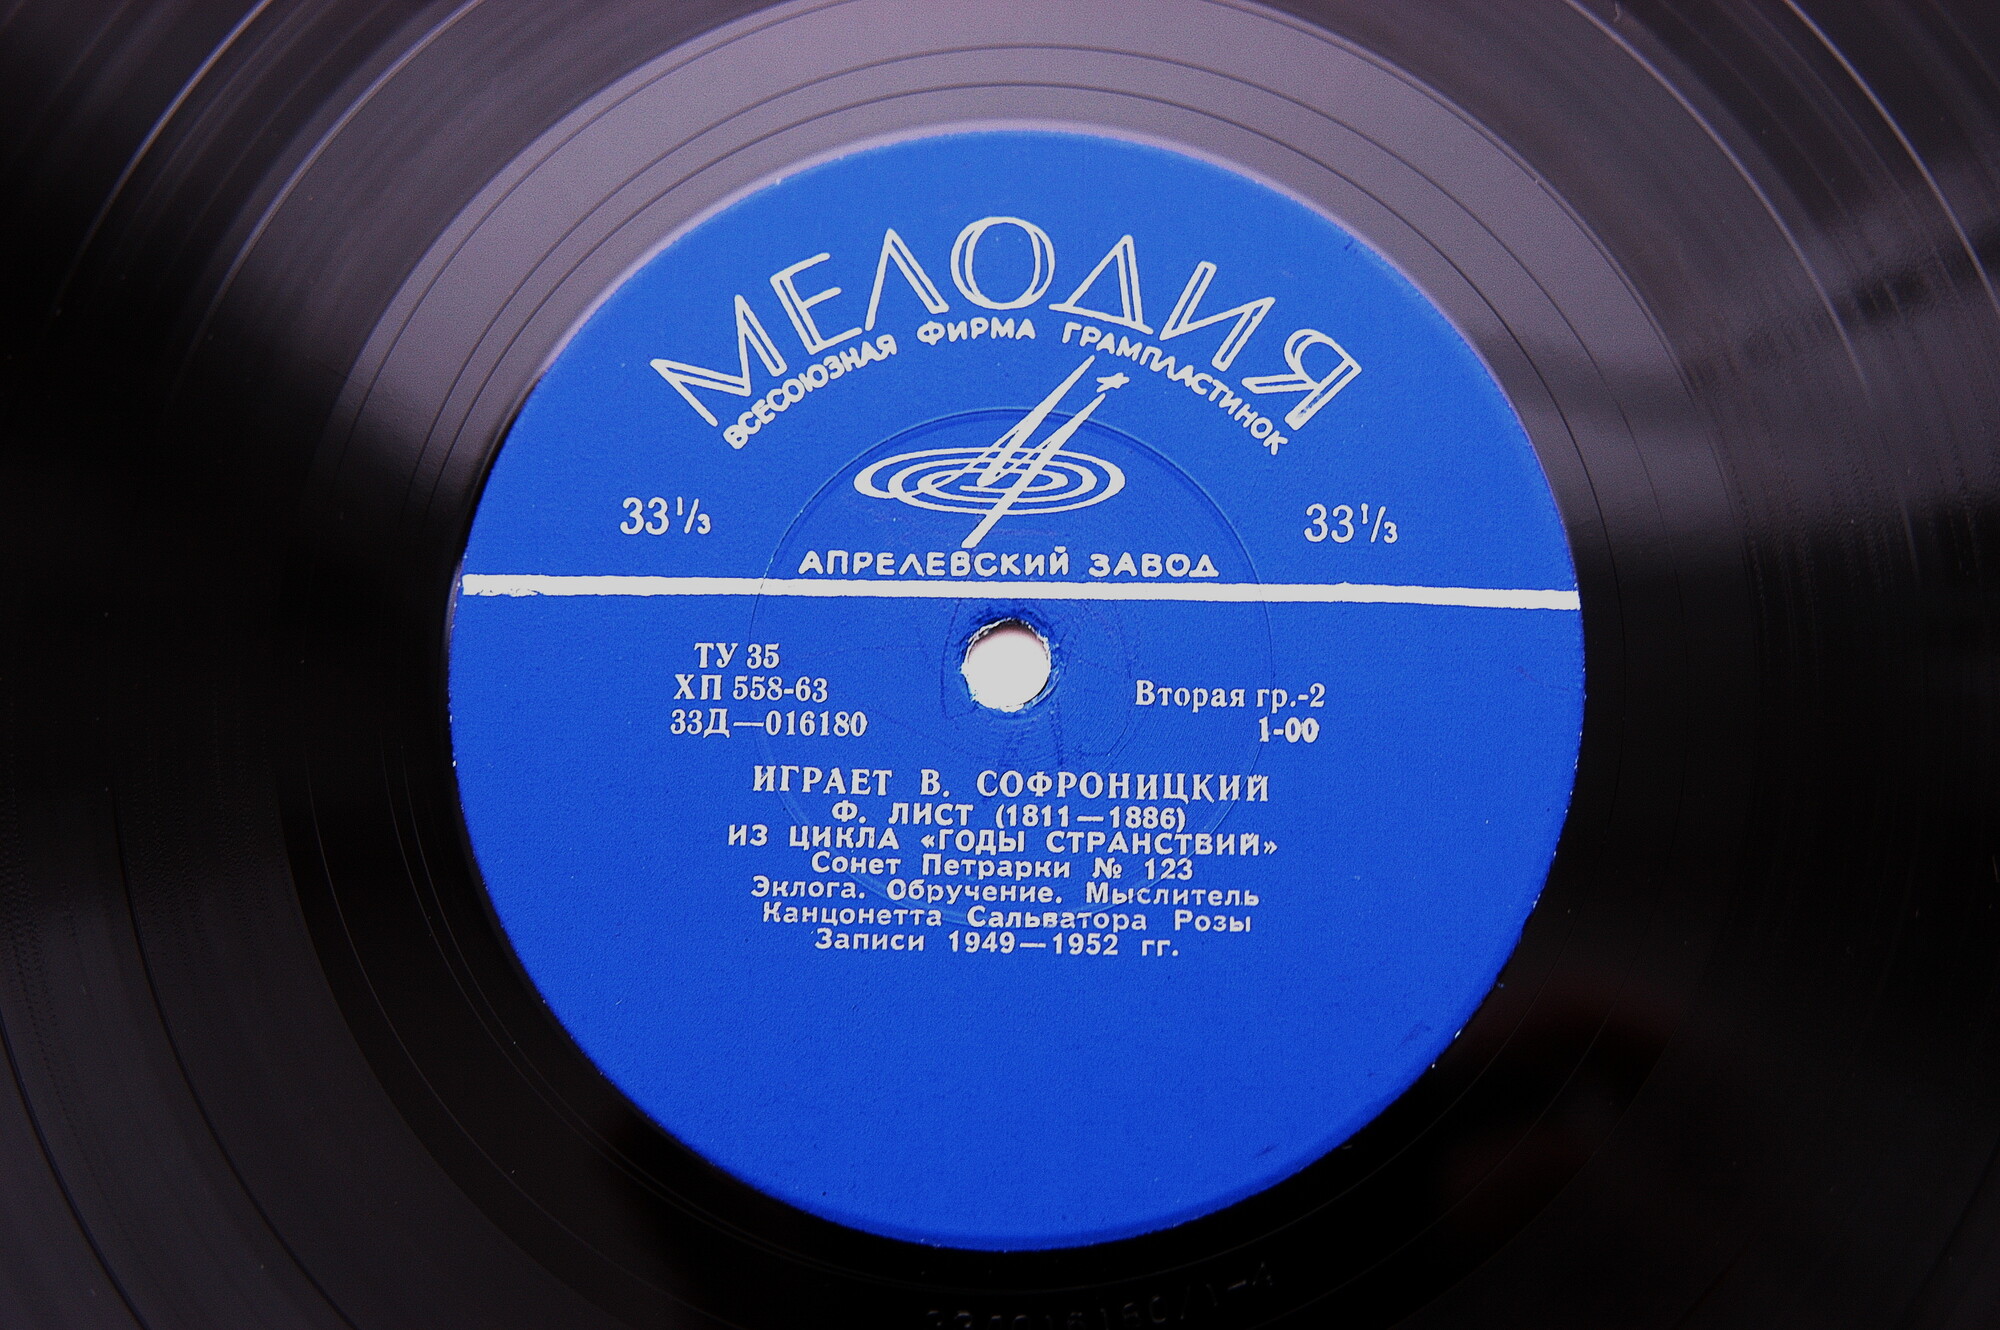 МЕЛОДИЯ
ВСЕСОЮЗНАЯ ФИРМА ГРАМПЛАСТИНОК
33⅓ 33⅓
АПРЕЛЕВСКИЙ ЗАВОД
ТУ 35
ХП 558-63
33Д—016180
Вторая гр.-2
1-00
ИГРАЕТ В. СОФРОНИЦКИЙ
Ф. ЛИСТ (1811—1886)
ИЗ ЦИКЛА «ГОДЫ СТРАНСТВИЙ»
Сонет Петрарки № 123
Эклога. Обручение. Мыслитель
Канцонетта Сальватора Розы
Записи 1949—1952 гг.